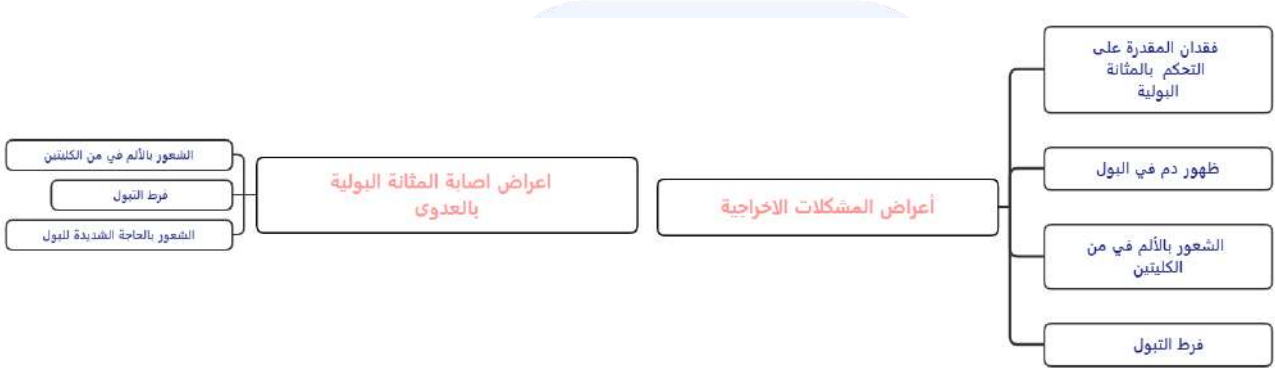 أعراض المشكلات الاخراجية
فقدان المقدرة على
التحكم بالمثانة
البولية
ظهور دم في البول
الشعور بالألم في من
الكليتين
فرط التبول
اعراض اصابة المثانة البولية
بالعدوى
الشعور بالألم في من الكليتين
فرط التبول
الشعور بالحاجة الشديدة للبول